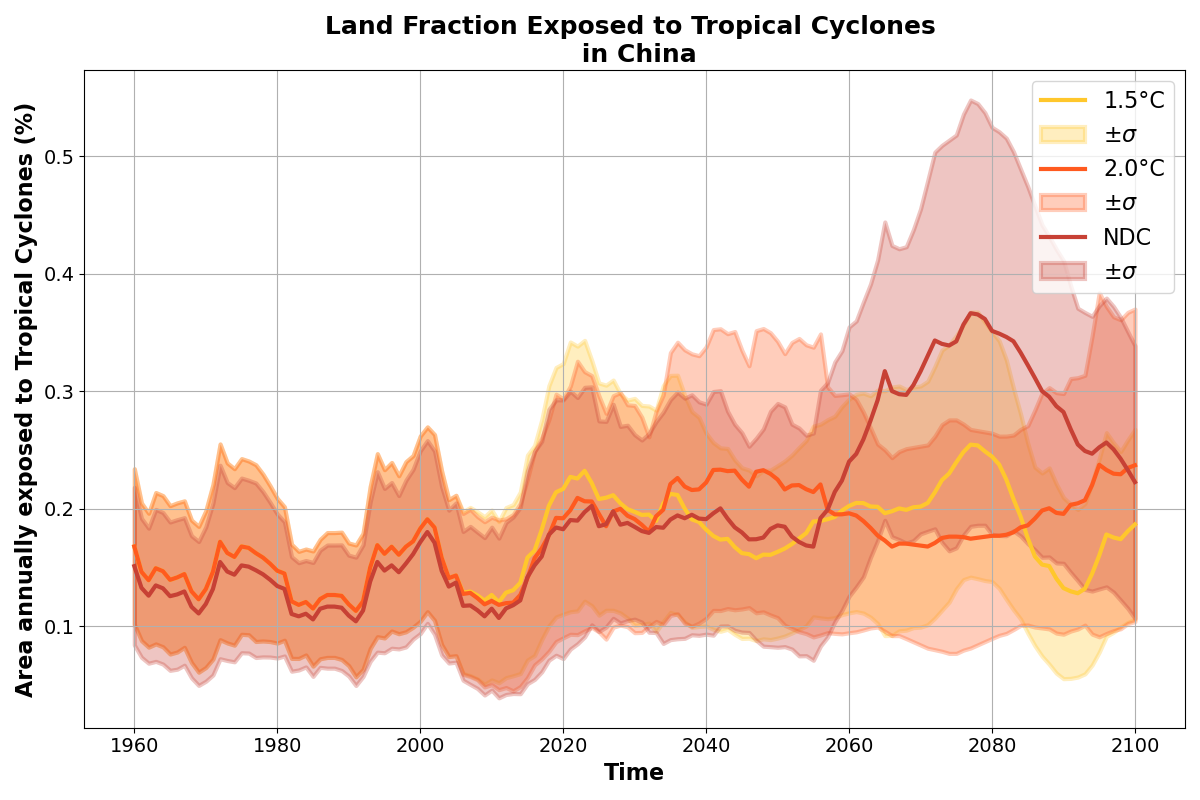 Land Fraction Exposed to Tropical Cyclones
in China
Area annually exposed to Tropical Cyclones (%)
0.5
0.4
0.3
0.2
0.1
1960
1980
2000
2020
2040
2060
2080
2100
Time
1.5°C
±σ
2.0°C
±σ
NDC
±σ